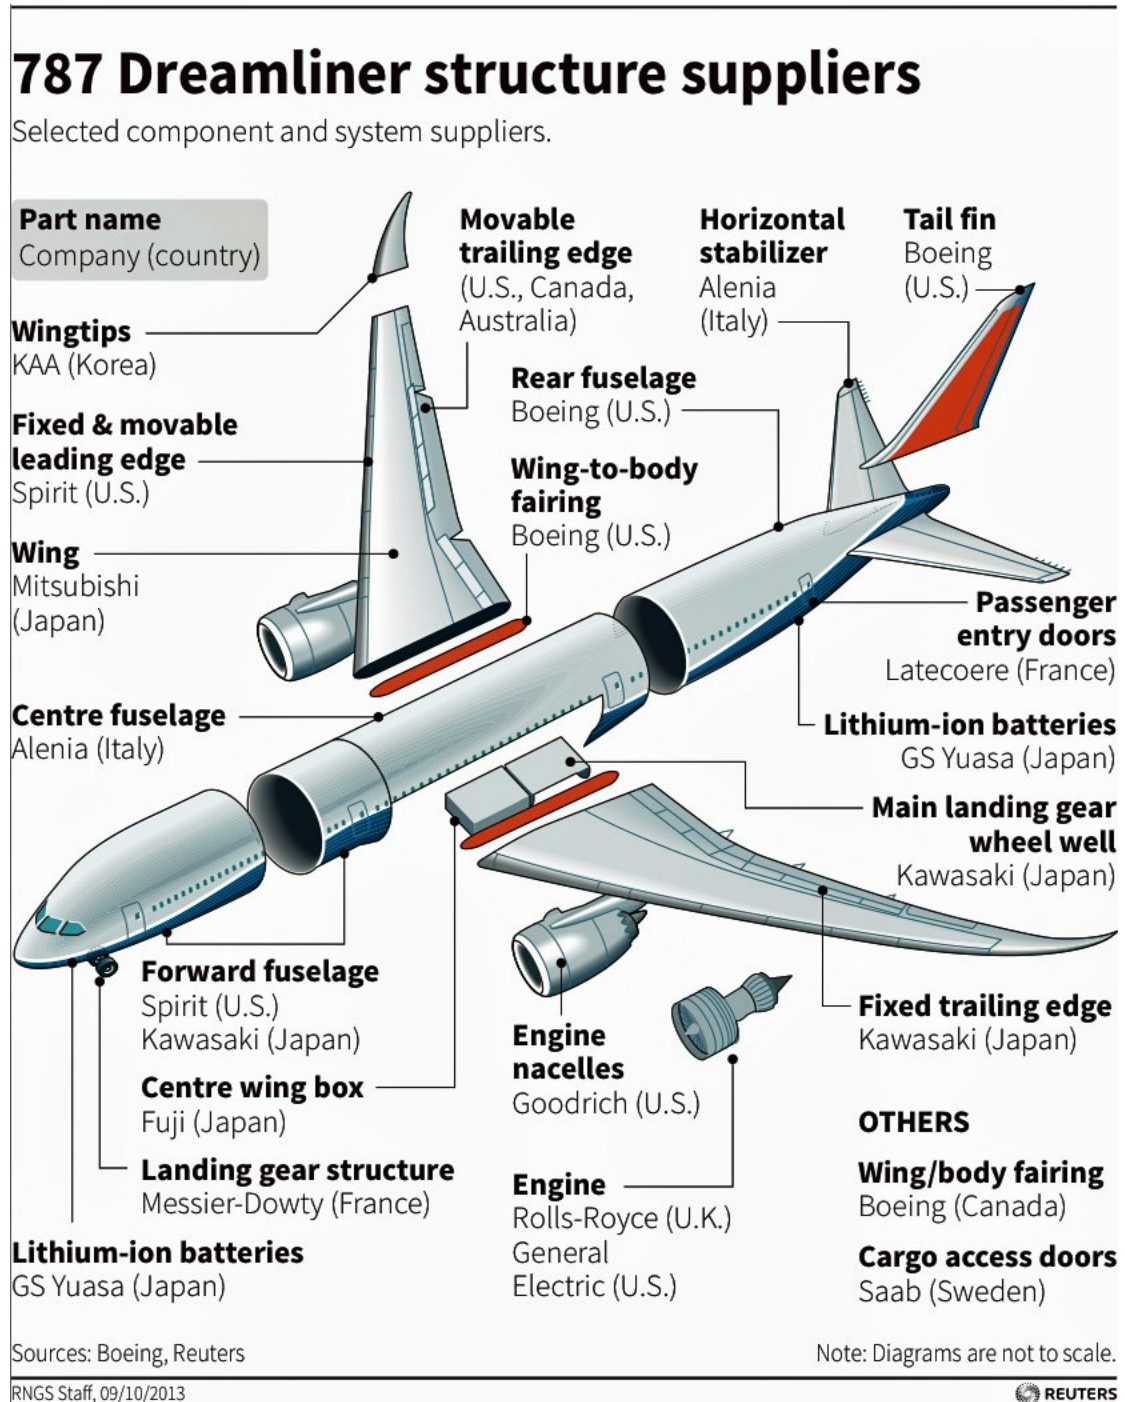 787 Dreamliner structure suppliers
Selected component and system suppliers.
Part name
Company (country)
Wingtips
KAA (Korea)
Fixed & movable
leading edge
Spirit (U.S.)
Wing
Mitsubishi
(Japan)
Movable
trailing edge
(U.S., Canada,
Australia)
Horizontal
stabilizer
Alenia
(Italy)
Tail fin
Boeing
(U.S.)
Rear fuselage
Boeing (U.S.)
Wing-to-body
fairing
Boeing (U.S.)
Passenger
entry doors
Latecoere (France)
Centre fuselage
Alenia (Italy)
Lithium-ion batteries
GS Yuasa (Japan)
Main landing gear
wheel well
Kawasaki (Japan)
Forward fuselage
Spirit (U.S.)
Kawasaki (Japan)
Centre wing box
Fuji (Japan)
Landing gear structure
Messier-Dowty (France)
Lithium-ion batteries
GS Yuasa (Japan)
Engine
nacelles
Goodrich (U.S.)
Engine
Rolls-Royce (U.K.)
General
Electric (U.S.)
Fixed trailing edge
Kawasaki (Japan)
OTHERS
Wing/body fairing
Boeing (Canada)
Cargo access doors
Saab (Sweden)
Sources: Boeing, Reuters
Note: Diagrams are not to scale.
RNGS Staff, 09/10/2013
REUTERS